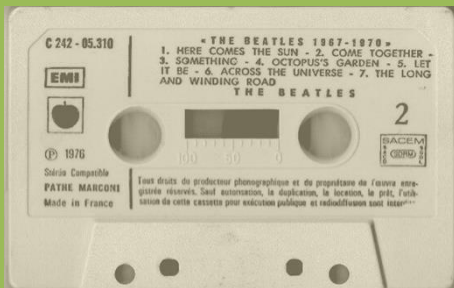 C 242 - 05.310
« THE BEATLES 1967-1970 »
1. HERE COMES THE SUN - 2. COME TOGETHER -
3. SOMETHING - 4. OCTOPUS'S GARDEN - 5. LET
IT BE - 6. ACROSS THE UNIVERSE - 7. THE LONG
AND WINDING ROAD
THE BEATLES
EMI
2
SACEM
100 50 0
℗ 1976
Stéréo Compatible
PATHE MARCONI
Made in France
Tous droits du producteur phonographique et du propriétaire de l'œuvre enre-
gistrée réservés. Sauf autorisation, la duplication, la location, le prêt, l'utili-
sation de cette cassette pour exécution publique et radiodiffusion sont